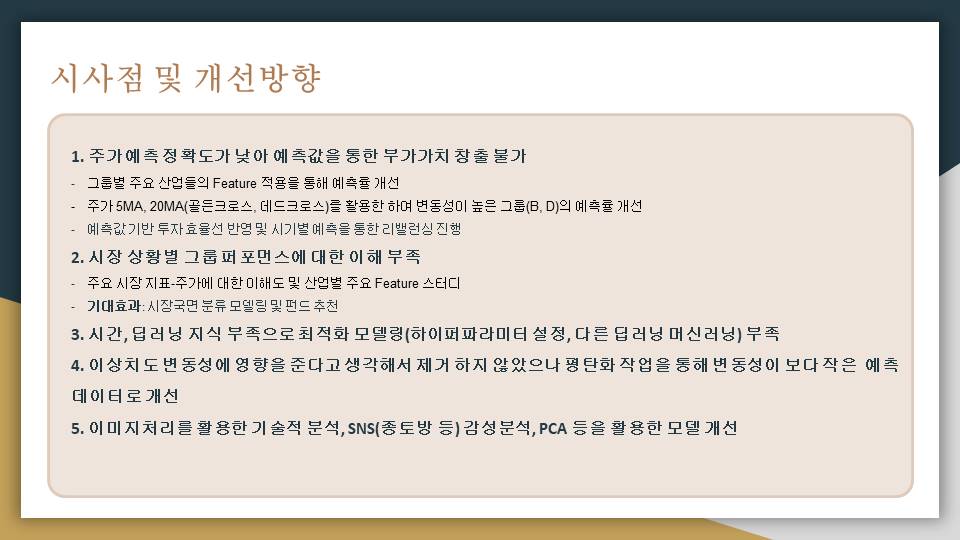 시사점 및 개선방향
1. 주가예측 정확도가 낮아 예측값을 통한 부가가치 창출 불가
- 그룹별 주요 산업들의 Feature 적용을 통해 예측률 개선
- 주가 5MA, 20MA(골든크로스, 데드크로스)를 활용한 하며 변동성이 높은 그룹(B, D)의 예측률 개선
- 예측값 기반 투자 효율선 반영 및 시기별 예측을 통한 리밸런싱 진행
2. 시장 상황별 그룹 퍼포먼스에 대한 이해 부족
- 주요 시장 지표-주가에 대한 이해도 및 산업별 주요 Feature 스터디
- 기대효과: 시장국면 분류 모델링 및 펀드 추천
3. 시간, 딥러닝 지식 부족으로 최적화 모델링(하이퍼파라미터 설정, 다른 딥러닝 머신러닝) 부족
4. 이상치도 변동성에 영향을 준다고 생각해서 제거 하지 않았으나 평탄화 작업을 통해 변동성이 보다 작은 예측
데이터로 개선
5. 이미지처리를 활용한 기술적 분석, SNS(종토방 등) 감성분석, PCA 등을 활용한 모델 개선